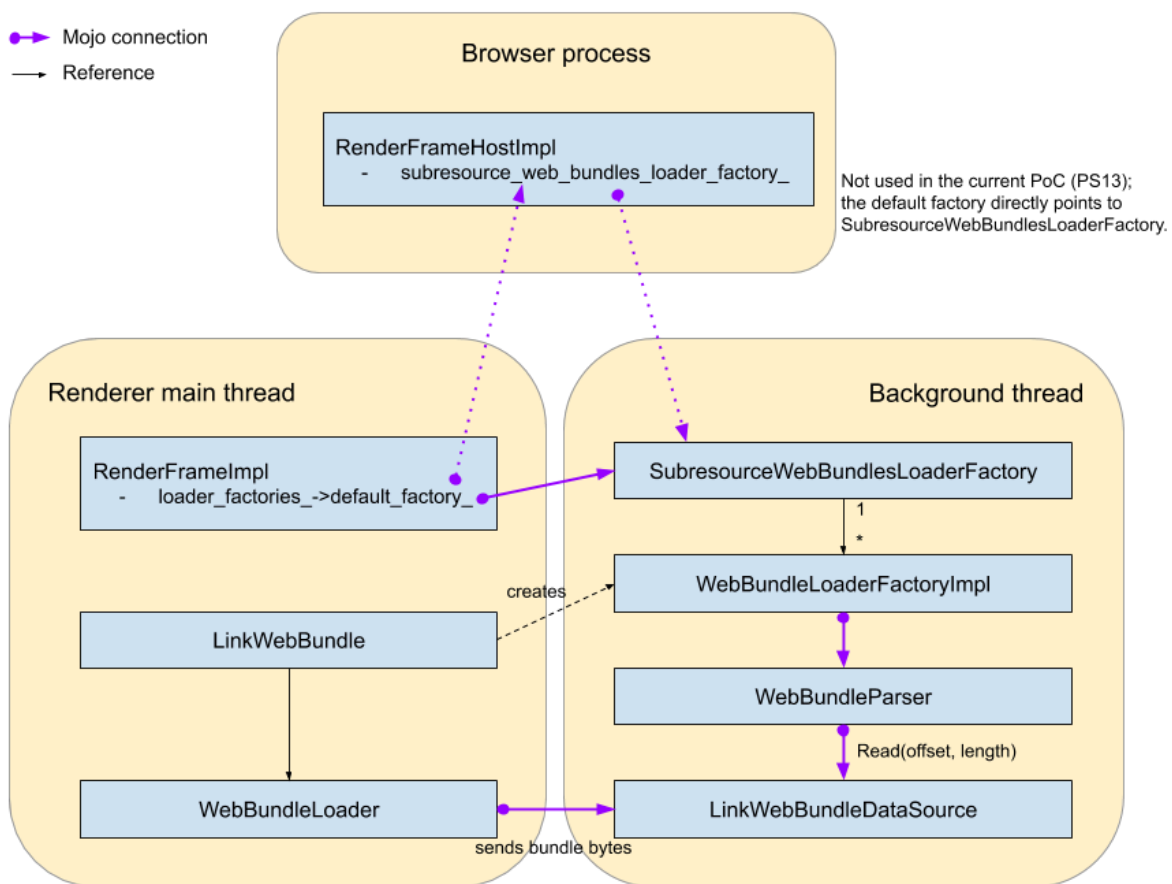 Mojo connection
Reference
Browser process
RenderFrameHostImpl
- subresource_web_bundles_loader_factory_
Not used in the current PoC (PS13);
the default factory directly points to
SubresourceWebBundlesLoaderFactory.
Renderer main thread
RenderFrameImpl
- loader_factories_->default_factory_
LinkWebBundle
creates
WebBundleLoader
sends bundle bytes
Background thread
SubresourceWebBundlesLoaderFactory
1
*
WebBundleLoaderFactoryImpl
WebBundleParser
Read(offset, length)
LinkWebBundleDataSource